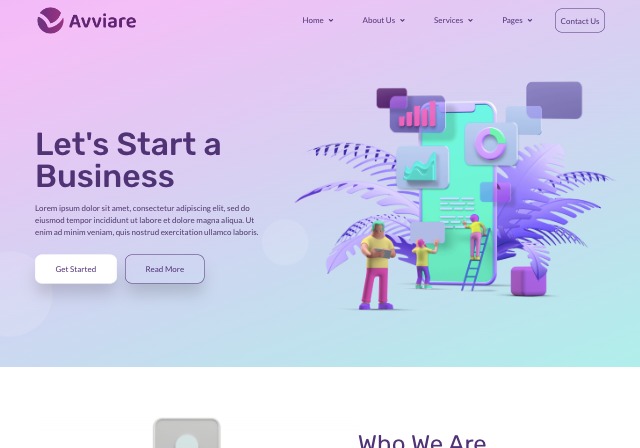 Avviare
Home
About Us
Services
Pages
Contact Us
Let's Start a
Business
Lorem ipsum dolor sit amet, consectetur adipiscing elit, sed do
eiusmod tempor incididunt ut labore et dolore magna aliqua. Ut
enim ad minim veniam, quis nostrud exercitation ullamco laboris.
Get Started
Read More
Who We Are